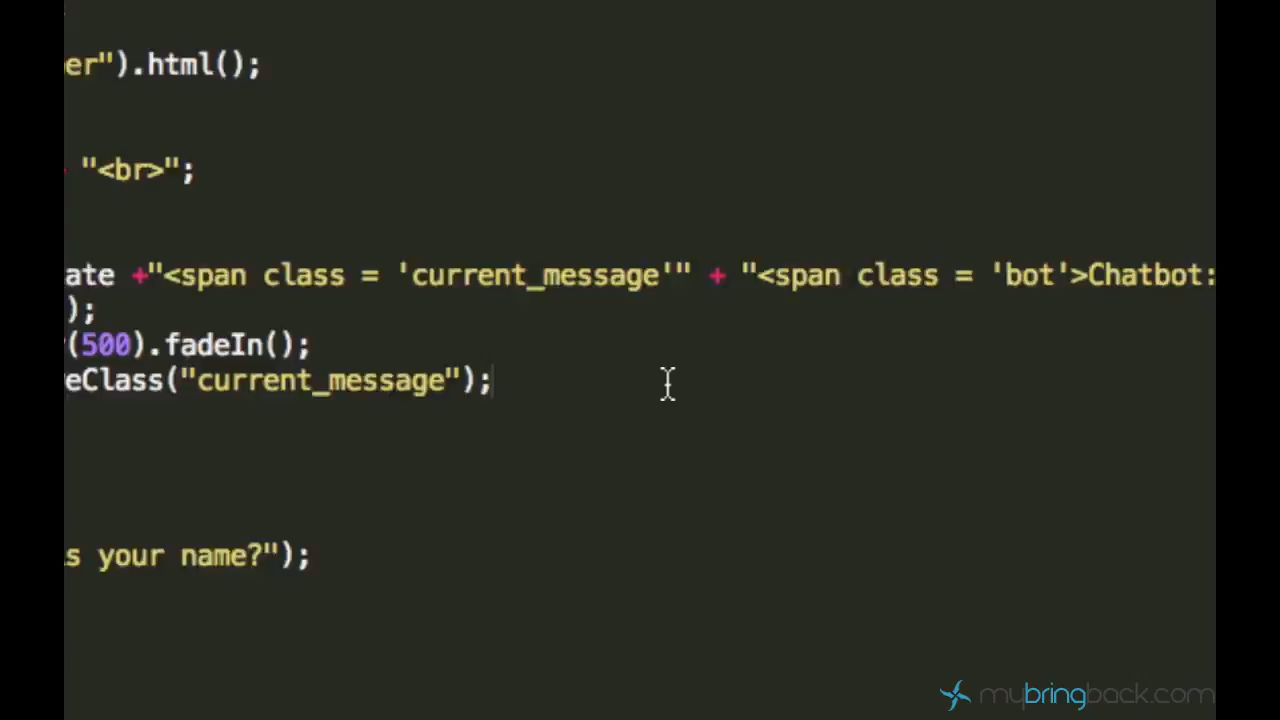 er").html();
"<br>";
ate +"<span class = 'current_message'" + "<span class = 'bot'>Chatbot:
);
(500).fadeIn();
eClass("current_message");
s your name?");
mybringback.com